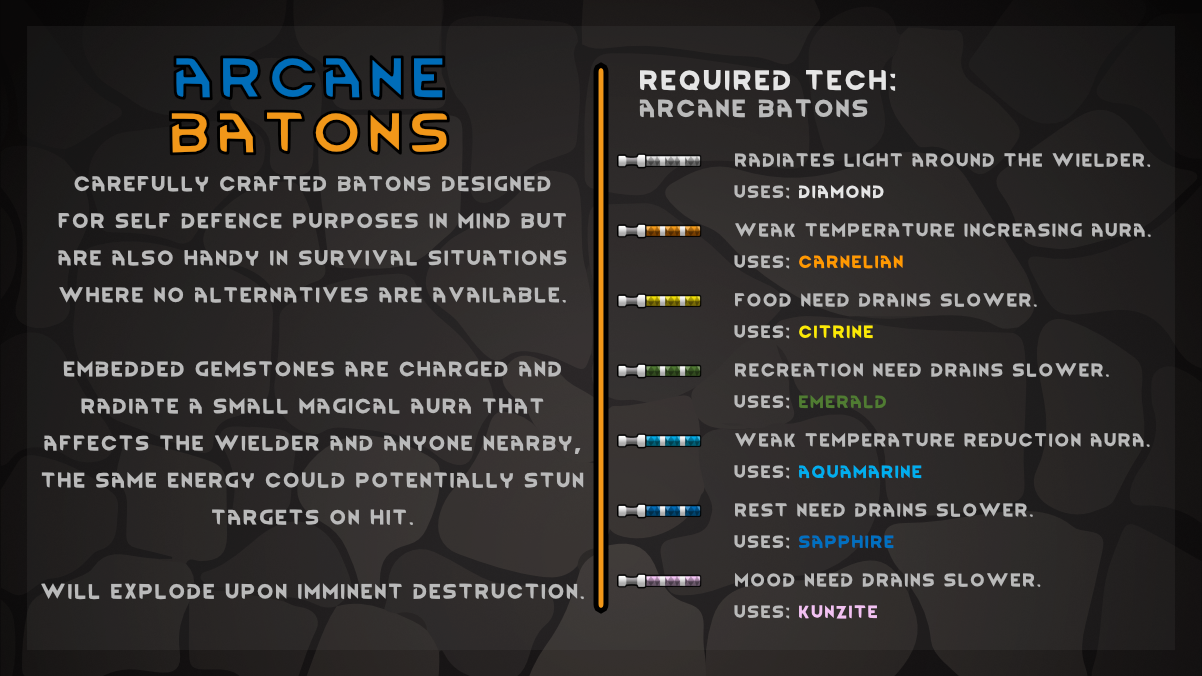 ARCANE
BATONS
CAREFULLY CRAFTED BATONS DESIGNED
FOR SELF DEFENCE PURPOSES IN MIND BUT
ARE ALSO HANDY IN SURVIVAL SITUATIONS
WHERE NO ALTERNATIVES ARE AVAILABLE.
EMBEDDED GEMSTONES ARE CHARGED AND
RADIATE A SMALL MAGICAL AURA THAT
AFFECTS THE WIELDER AND ANYONE NEARBY,
THE SAME ENERGY COULD POTENTIALLY STUN
TARGETS ON HIT.
WILL EXPLODE UPON IMMINENT DESTRUCTION.
REQUIRED TECH:
ARCANE BATONS
RADIATES LIGHT AROUND THE WIELDER.
USES: DIAMOND
WEAK TEMPERATURE INCREASING AURA.
USES: CARNELIAN
FOOD NEED DRAINS SLOWER.
USES: CITRINE
RECREATION NEED DRAINS SLOWER.
USES: EMERALD
WEAK TEMPERATURE REDUCTION AURA.
USES: AQUAMARINE
REST NEED DRAINS SLOWER.
USES: SAPPHIRE
MOOD NEED DRAINS SLOWER.
USES: KUNZITE